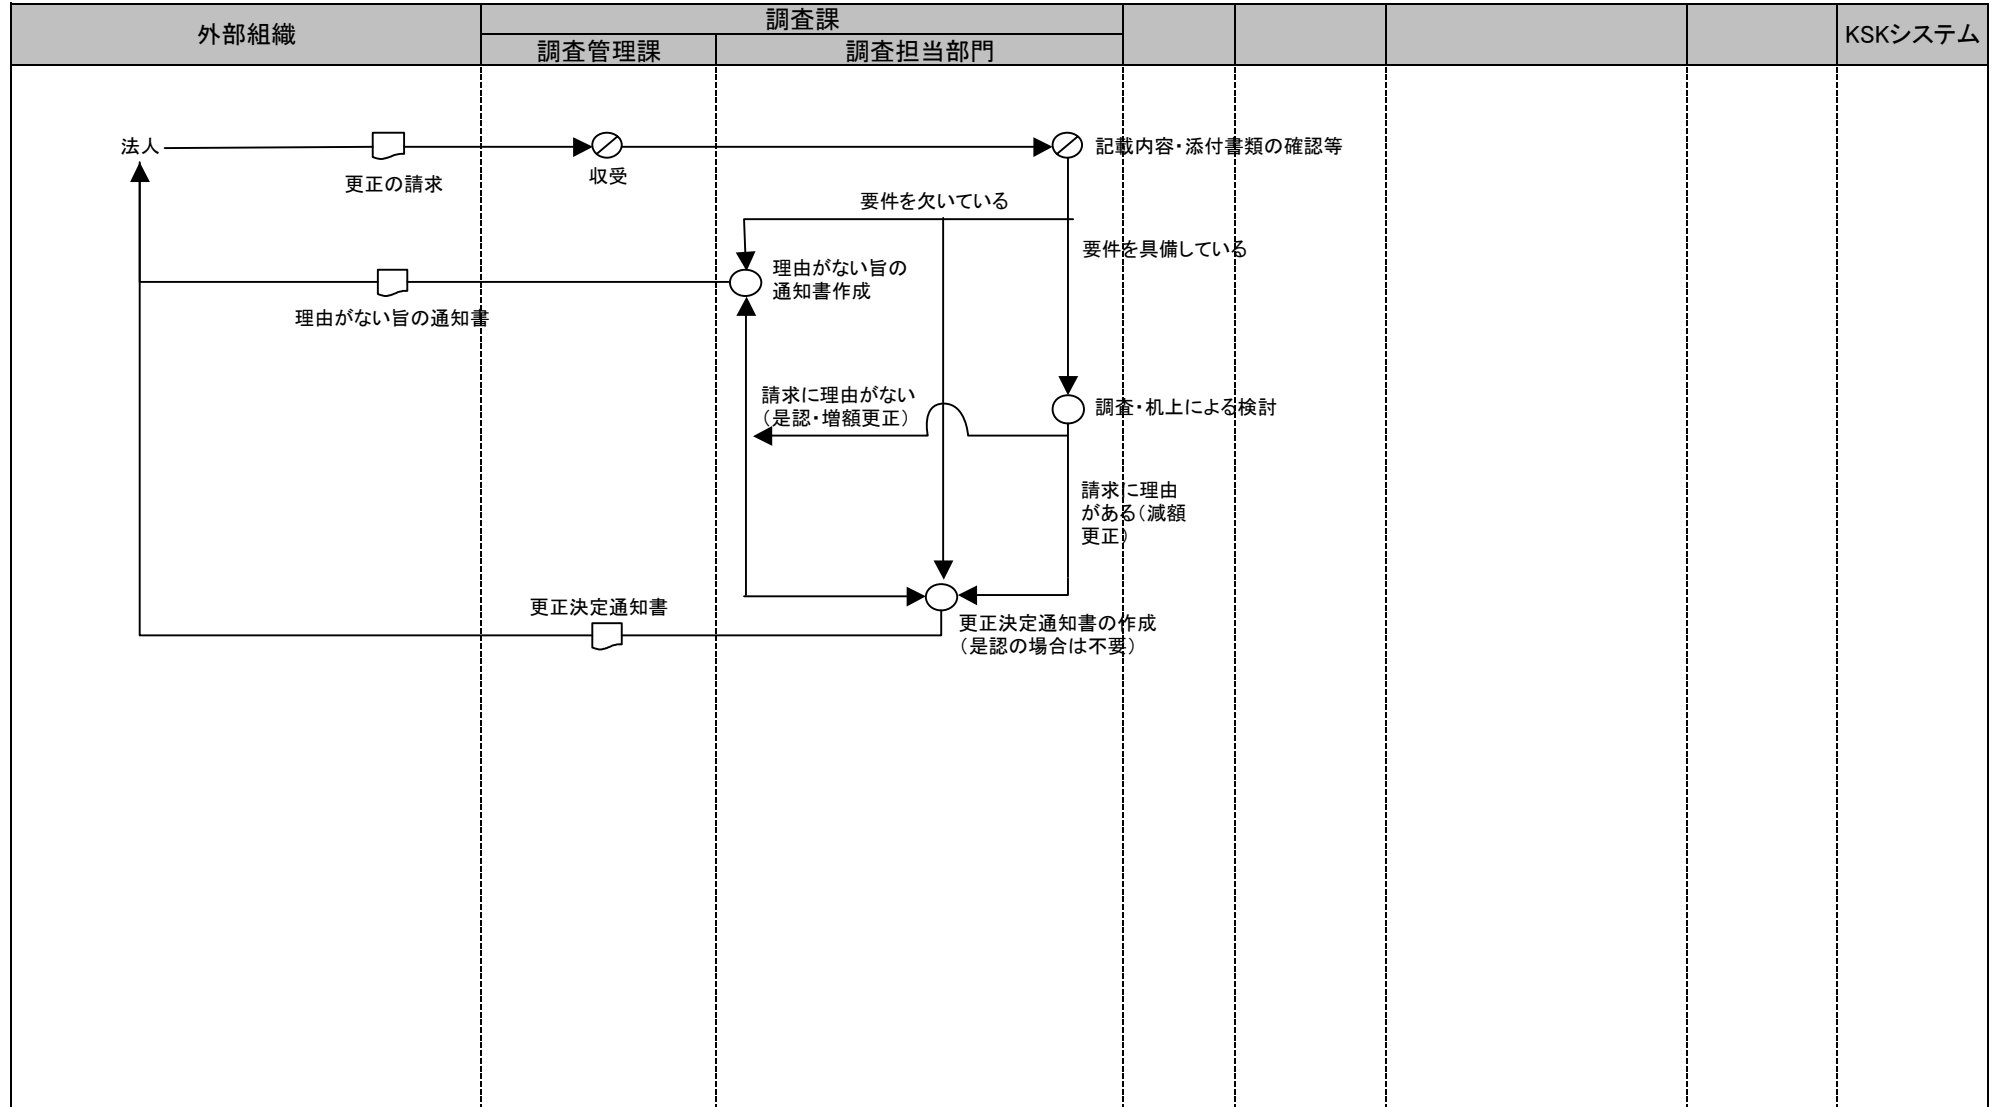 外部組織
調査課
調査管理課
調査担当部門
KSKシステム
法人
更正の請求
収受
記載内容・添付書類の確認等
要件を欠いている
要件を具備している
理由がない旨の
通知書作成
理由がない旨の通知書
請求に理由がない
（是認・増額更正）
調査・机上による検討
請求に理由
がある（減額
更正）
更正決定通知書
更正決定通知書の作成
（是認の場合は不要）